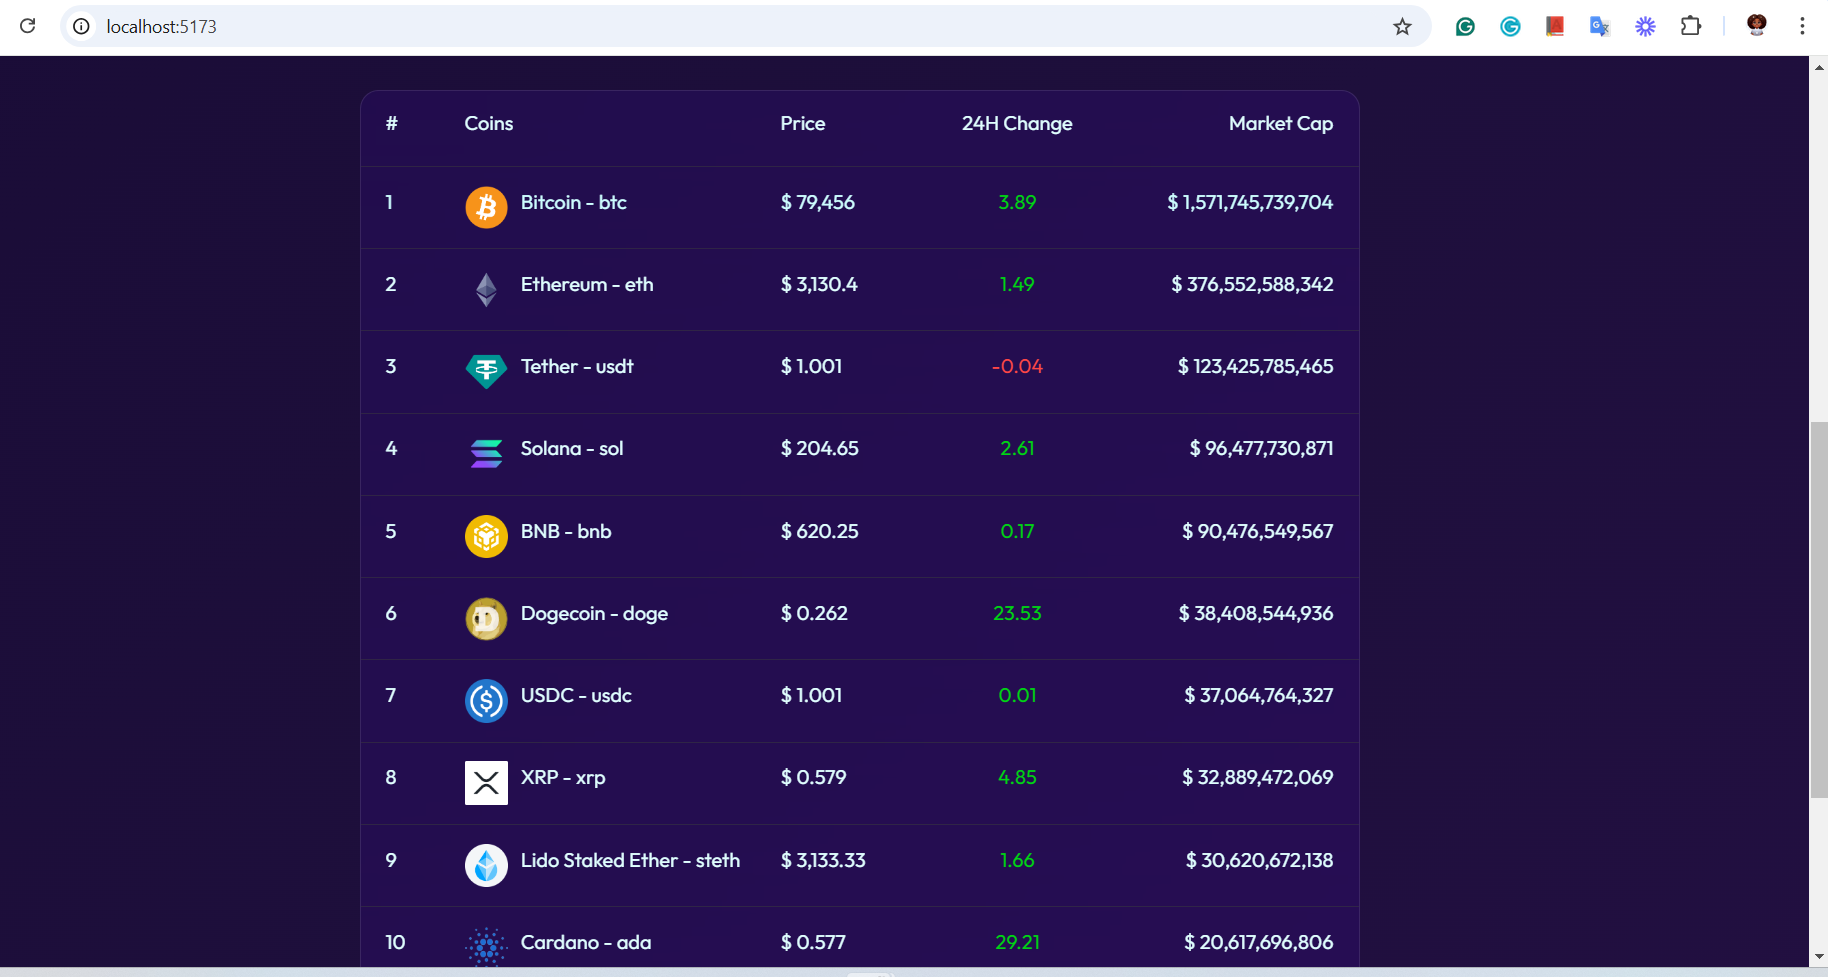 localhost:5173
# Coins Price 24H Change Market Cap
1 Bitcoin - btc $ 79,456 3.89 $ 1,571,745,739,704
2 Ethereum - eth $ 3,130.4 1.49 $ 376,552,588,342
3 Tether - usdt $ 1.001 -0.04 $ 123,425,785,465
4 Solana - sol $ 204.65 2.61 $ 96,477,730,871
5 BNB - bnb $ 620.25 0.17 $ 90,476,549,567
6 Dogecoin - doge $ 0.262 23.53 $ 38,408,544,936
7 USDC - usdc $ 1.001 0.01 $ 37,064,764,327
8 XRP - xrp $ 0.579 4.85 $ 32,889,472,069
9 Lido Staked Ether - steth $ 3,133.33 1.66 $ 30,620,672,138
10 Cardano - ada $ 0.577 29.21 $ 20,617,696,806